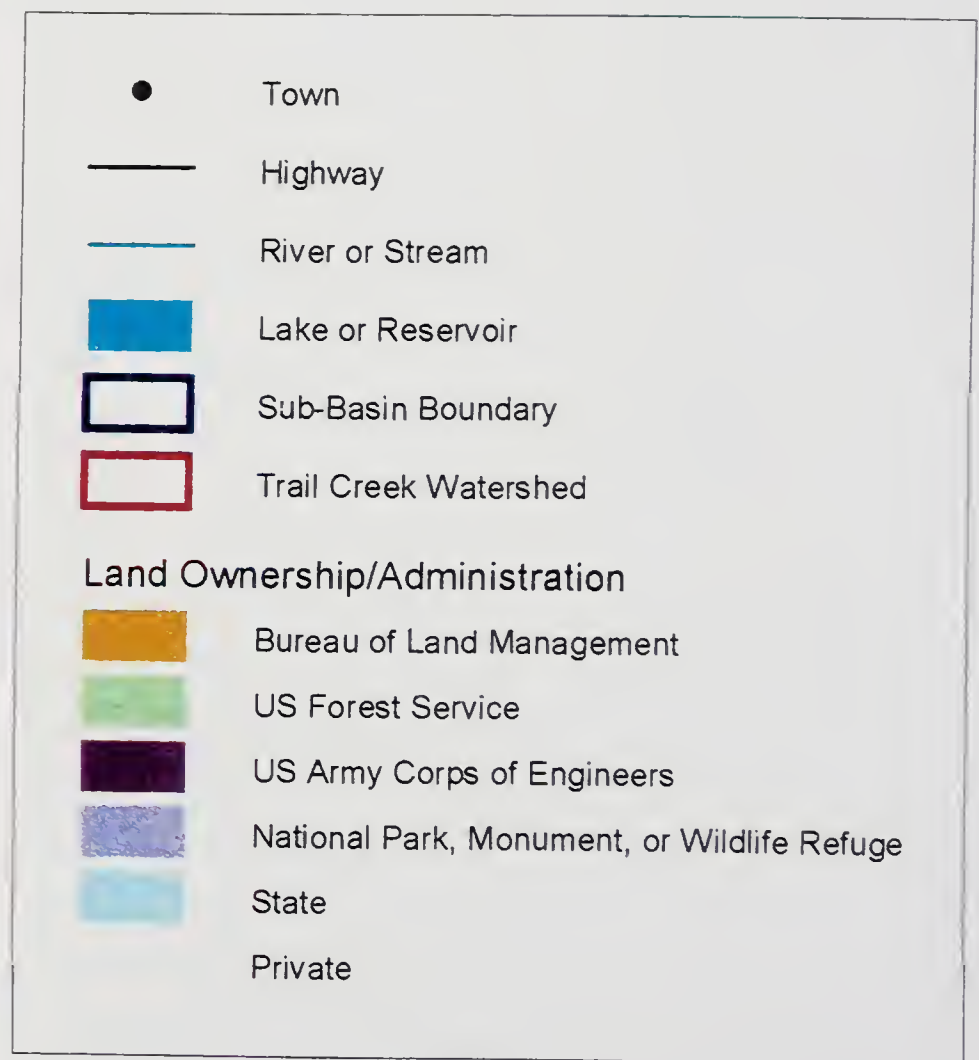 Town
Highway
River or Stream
Lake or Reservoir
Sub-Basin Boundary
Trail Creek Watershed
Land Ownership/Administration
Bureau of Land Management
US Forest Service
US Army Corps of Engineers
National Park, Monument, or Wildlife Refuge
State
Private